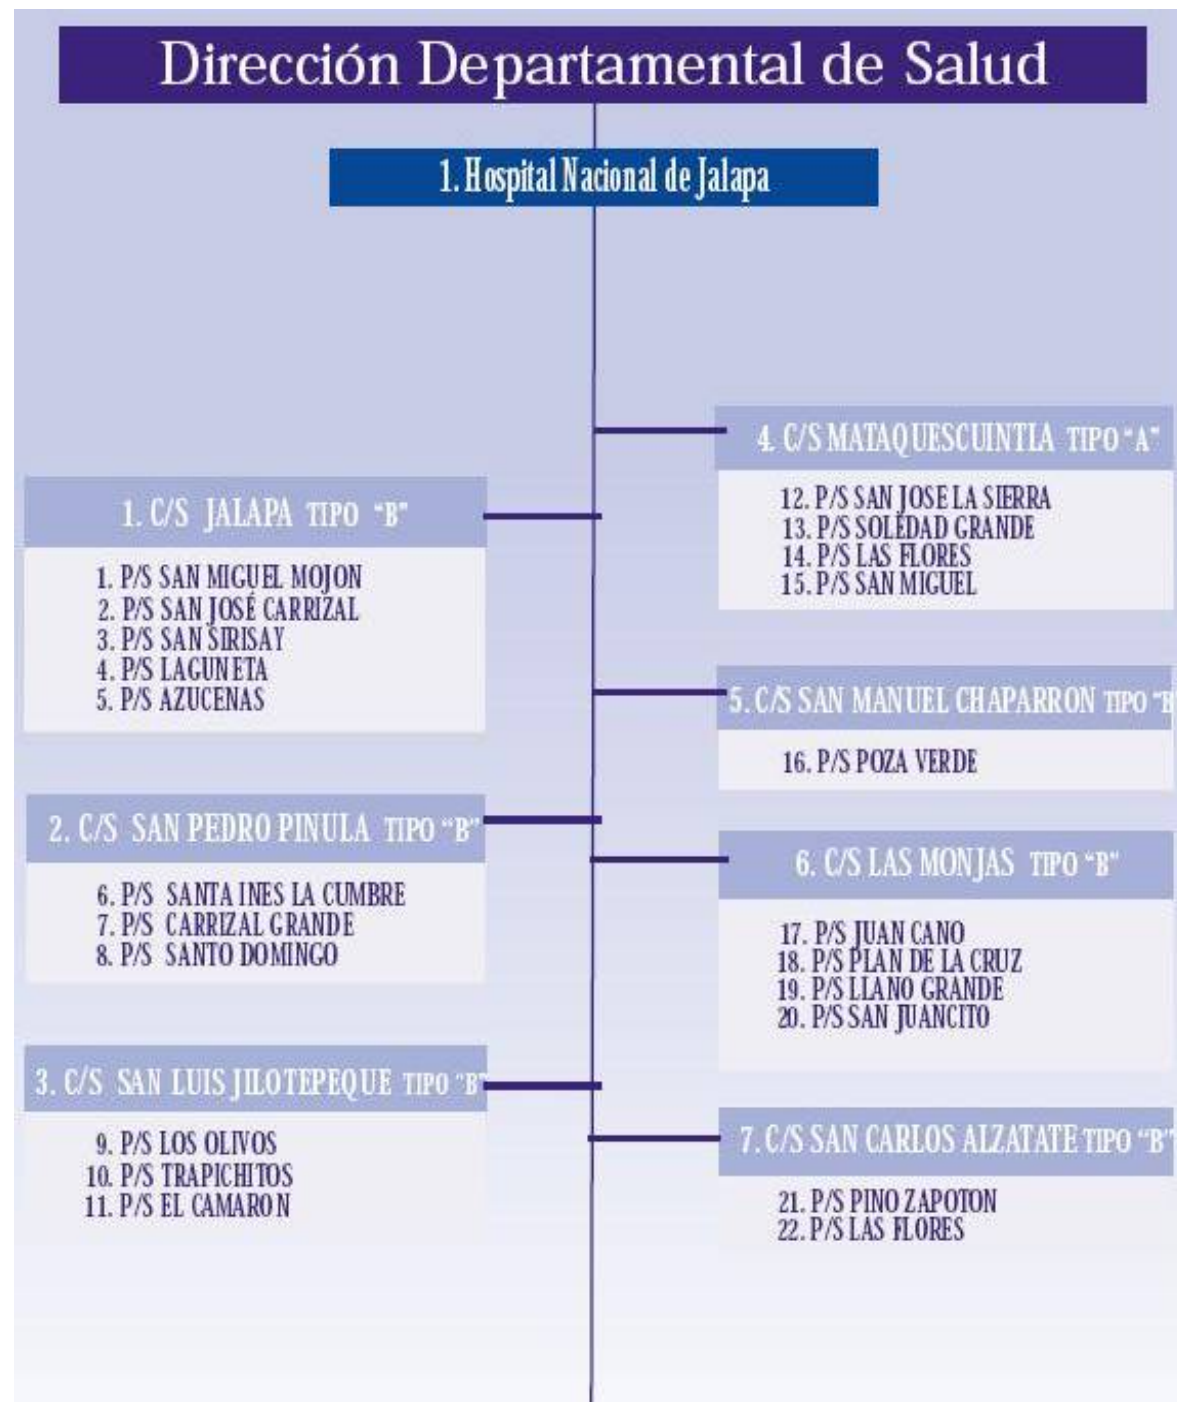 Dirección Departamental de Salud
1. Hospital Nacional de Jalapa
1. C/S JALAPA TIPO "B"
1. P/S SAN MIGUEL MOJON
2. P/S SAN JOSÉ CARRIZAL
3. P/S SAN SIRISAY
4. P/S LAGUNETA
5. P/S AZUCENAS
2. C/S SAN PEDRO PINULA TIPO "B"
6. P/S SANTA INES LA CUMBRE
7. P/S CARRIZAL GRANDE
8. P/S SANTO DOMINGO
3. C/S SAN LUIS JILOTEPEQUE TIPO "B"
9. P/S LOS OLIVOS
10. P/S TRAPICHITOS
11. P/S EL CAMARON
4. C/S MATAQUESCUINTLA TIPO "A"
12. P/S SAN JOSE LA SIERRA
13. P/S SOLEDAD GRANDE
14. P/S LAS FLORES
15. P/S SAN MIGUEL
5. C/S SAN MANUEL CHAPARRON TIPO "B
16. P/S POZA VERDE
6. C/S LAS MONJAS TIPO "B"
17. P/S JUAN CANO
18. P/S PLAN DE LA CRUZ
19. P/S LLANO GRANDE
20. P/S SAN JUANCITO
7. C/S SAN CARLOS ALZATATE TIPO "B"
21. P/S PINO ZAPOTON
22. P/S LAS FLORES